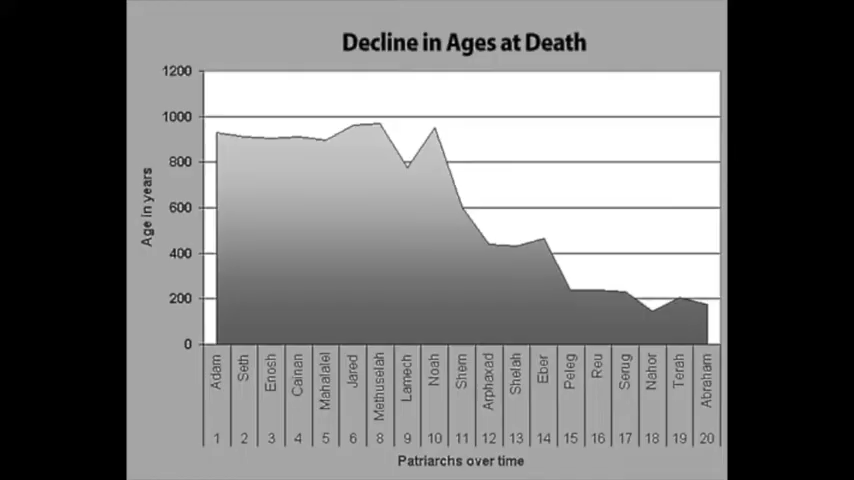 Decline in Ages at Death
1200
1000
800
600
400
200
0
Age in years
Adam
Seth
Enosh
Cainan
Mahalalel
Jared
Methuselah
Lamech
Noah
Shem
Arphaxad
Shelah
Eber
Peleg
Reu
Serug
Nahor
Terah
Abraham
1 2 3 4 5 6 8 9 10 11 12 13 14 15 16 17 18 19 20
Patriarchs over time